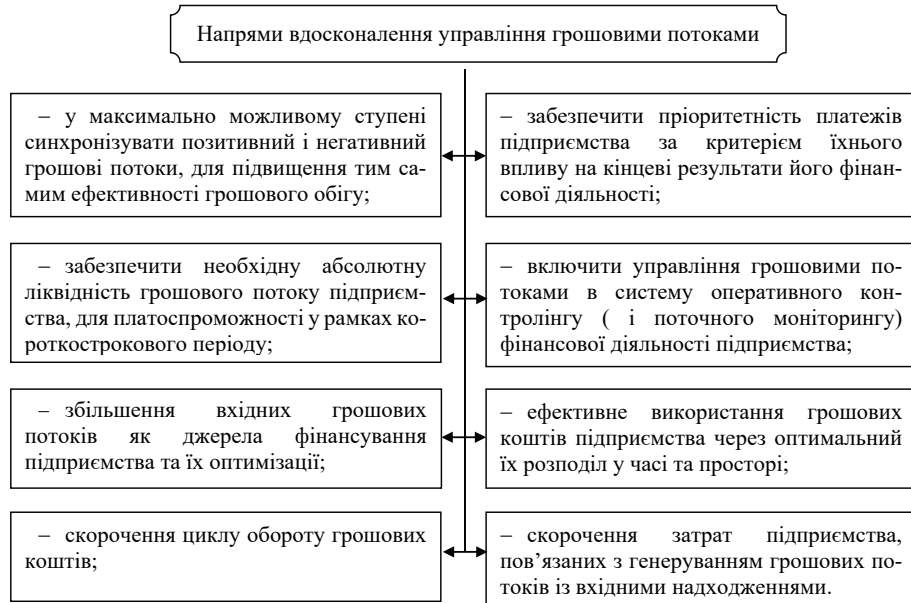 Напрями вдосконалення управління грошовими потоками
– у максимально можливому ступені
синхронізувати позитивний і негативний
грошові потоки, для підвищення тим са-
мим ефективності грошового обігу;
– забезпечити пріоритетність платежів
підприємства за критерієм їхнього
впливу на кінцеві результати його фінан-
сової діяльності;
– забезпечити необхідну абсолютну
ліквідність грошового потоку підприєм-
ства, для платоспроможності у рамках ко-
роткострокового періоду;
– включити управління грошовими по-
токами в систему оперативного кон-
тролінгу ( і поточного моніторингу)
фінансової діяльності підприємства;
– збільшення вхідних грошових
потоків як джерела фінансування
підприємства та їх оптимізації;
– ефективне використання грошових
коштів підприємства через оптимальний
їх розподіл у часі та просторі;
– скорочення циклу обороту грошових
коштів;
– скорочення затрат підприємства,
пов’язаних з генеруванням грошових по-
токів із вхідними надходженнями.